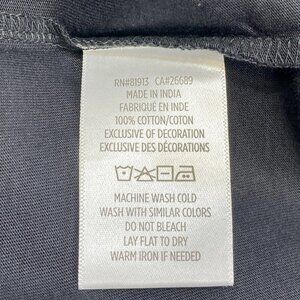 RN#81913 CA#26689
MADE IN INDIA
FABRIQUÉ EN INDE
100% COTTON/COTON
EXCLUSIVE OF DECORATION
EXCLUSIVE DES DÉCORATIONS
MACHINE WASH COLD
WASH WITH SIMILAR COLORS
DO NOT BLEACH
LAY FLAT TO DRY
WARM IRON IF NEEDED